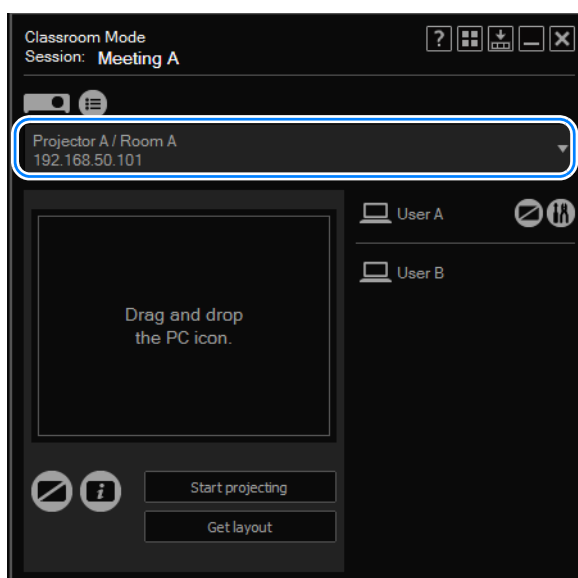 Classroom Mode
Session: Meeting A
?
Projector A / Room A
192.168.50.101
User A
User B
Drag and drop
the PC icon.
i
Start projecting
Get layout